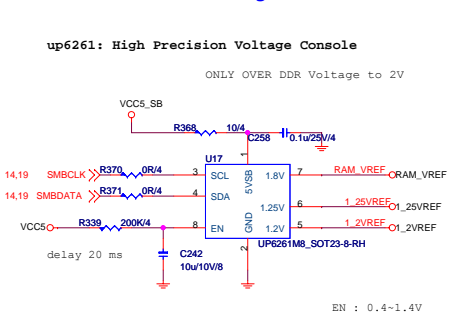 up6261: High Precision Voltage Console
ONLY OVER DDR Voltage to 2V
VCC5_SB
R368 10/4
C258 0.1u/25V/4
U17
14,19 SMBCLK R370 0R/4 3 SCL 5VSB 1 1.8V 7 RAM_VREF RAM_VREF
14,19 SMBDATA R371 0R/4 4 SDA 1.25V 6 1_25VREF 1_25VREF
VCC5 R339 200K/4 8 EN GND 2 1.2V 5 1_2VREF 1_2VREF
UP6261M8_SOT23-8-RH
delay 20 ms
C242
10u/10V/8
EN : 0.4~1.4V